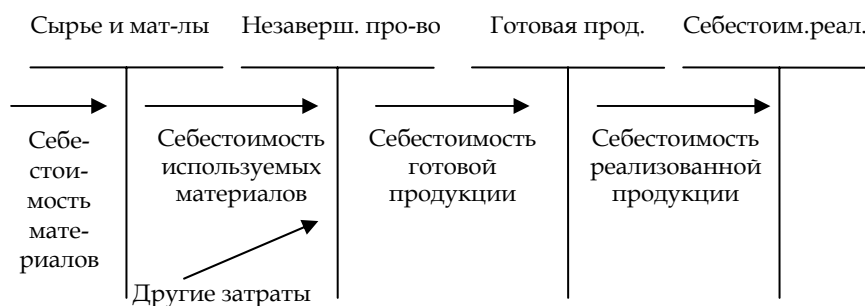 Сырье и мат-лы
Незаверш. про-во
Готовая прод.
Себестоим.реал.
Себе-
стои-
мость
мате-
риалов
Себестоимость
используемых
материалов
Себестоимость
готовой
продукции
Себестоимость
реализованной
продукции
Другие затраты